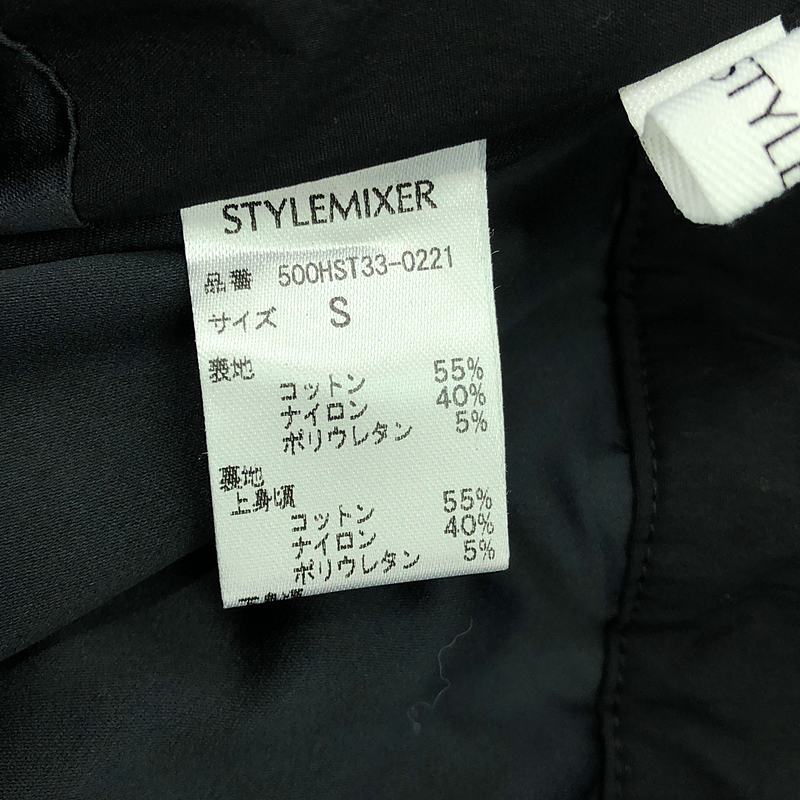 STYLEMIXER
品番 500HST33-0221
サイズ S
表地
コットン 55%
ナイロン 40%
ポリウレタン 5%
裏地
上身頃
コットン 55%
ナイロン 40%
ポリウレタン 5%
STYLE